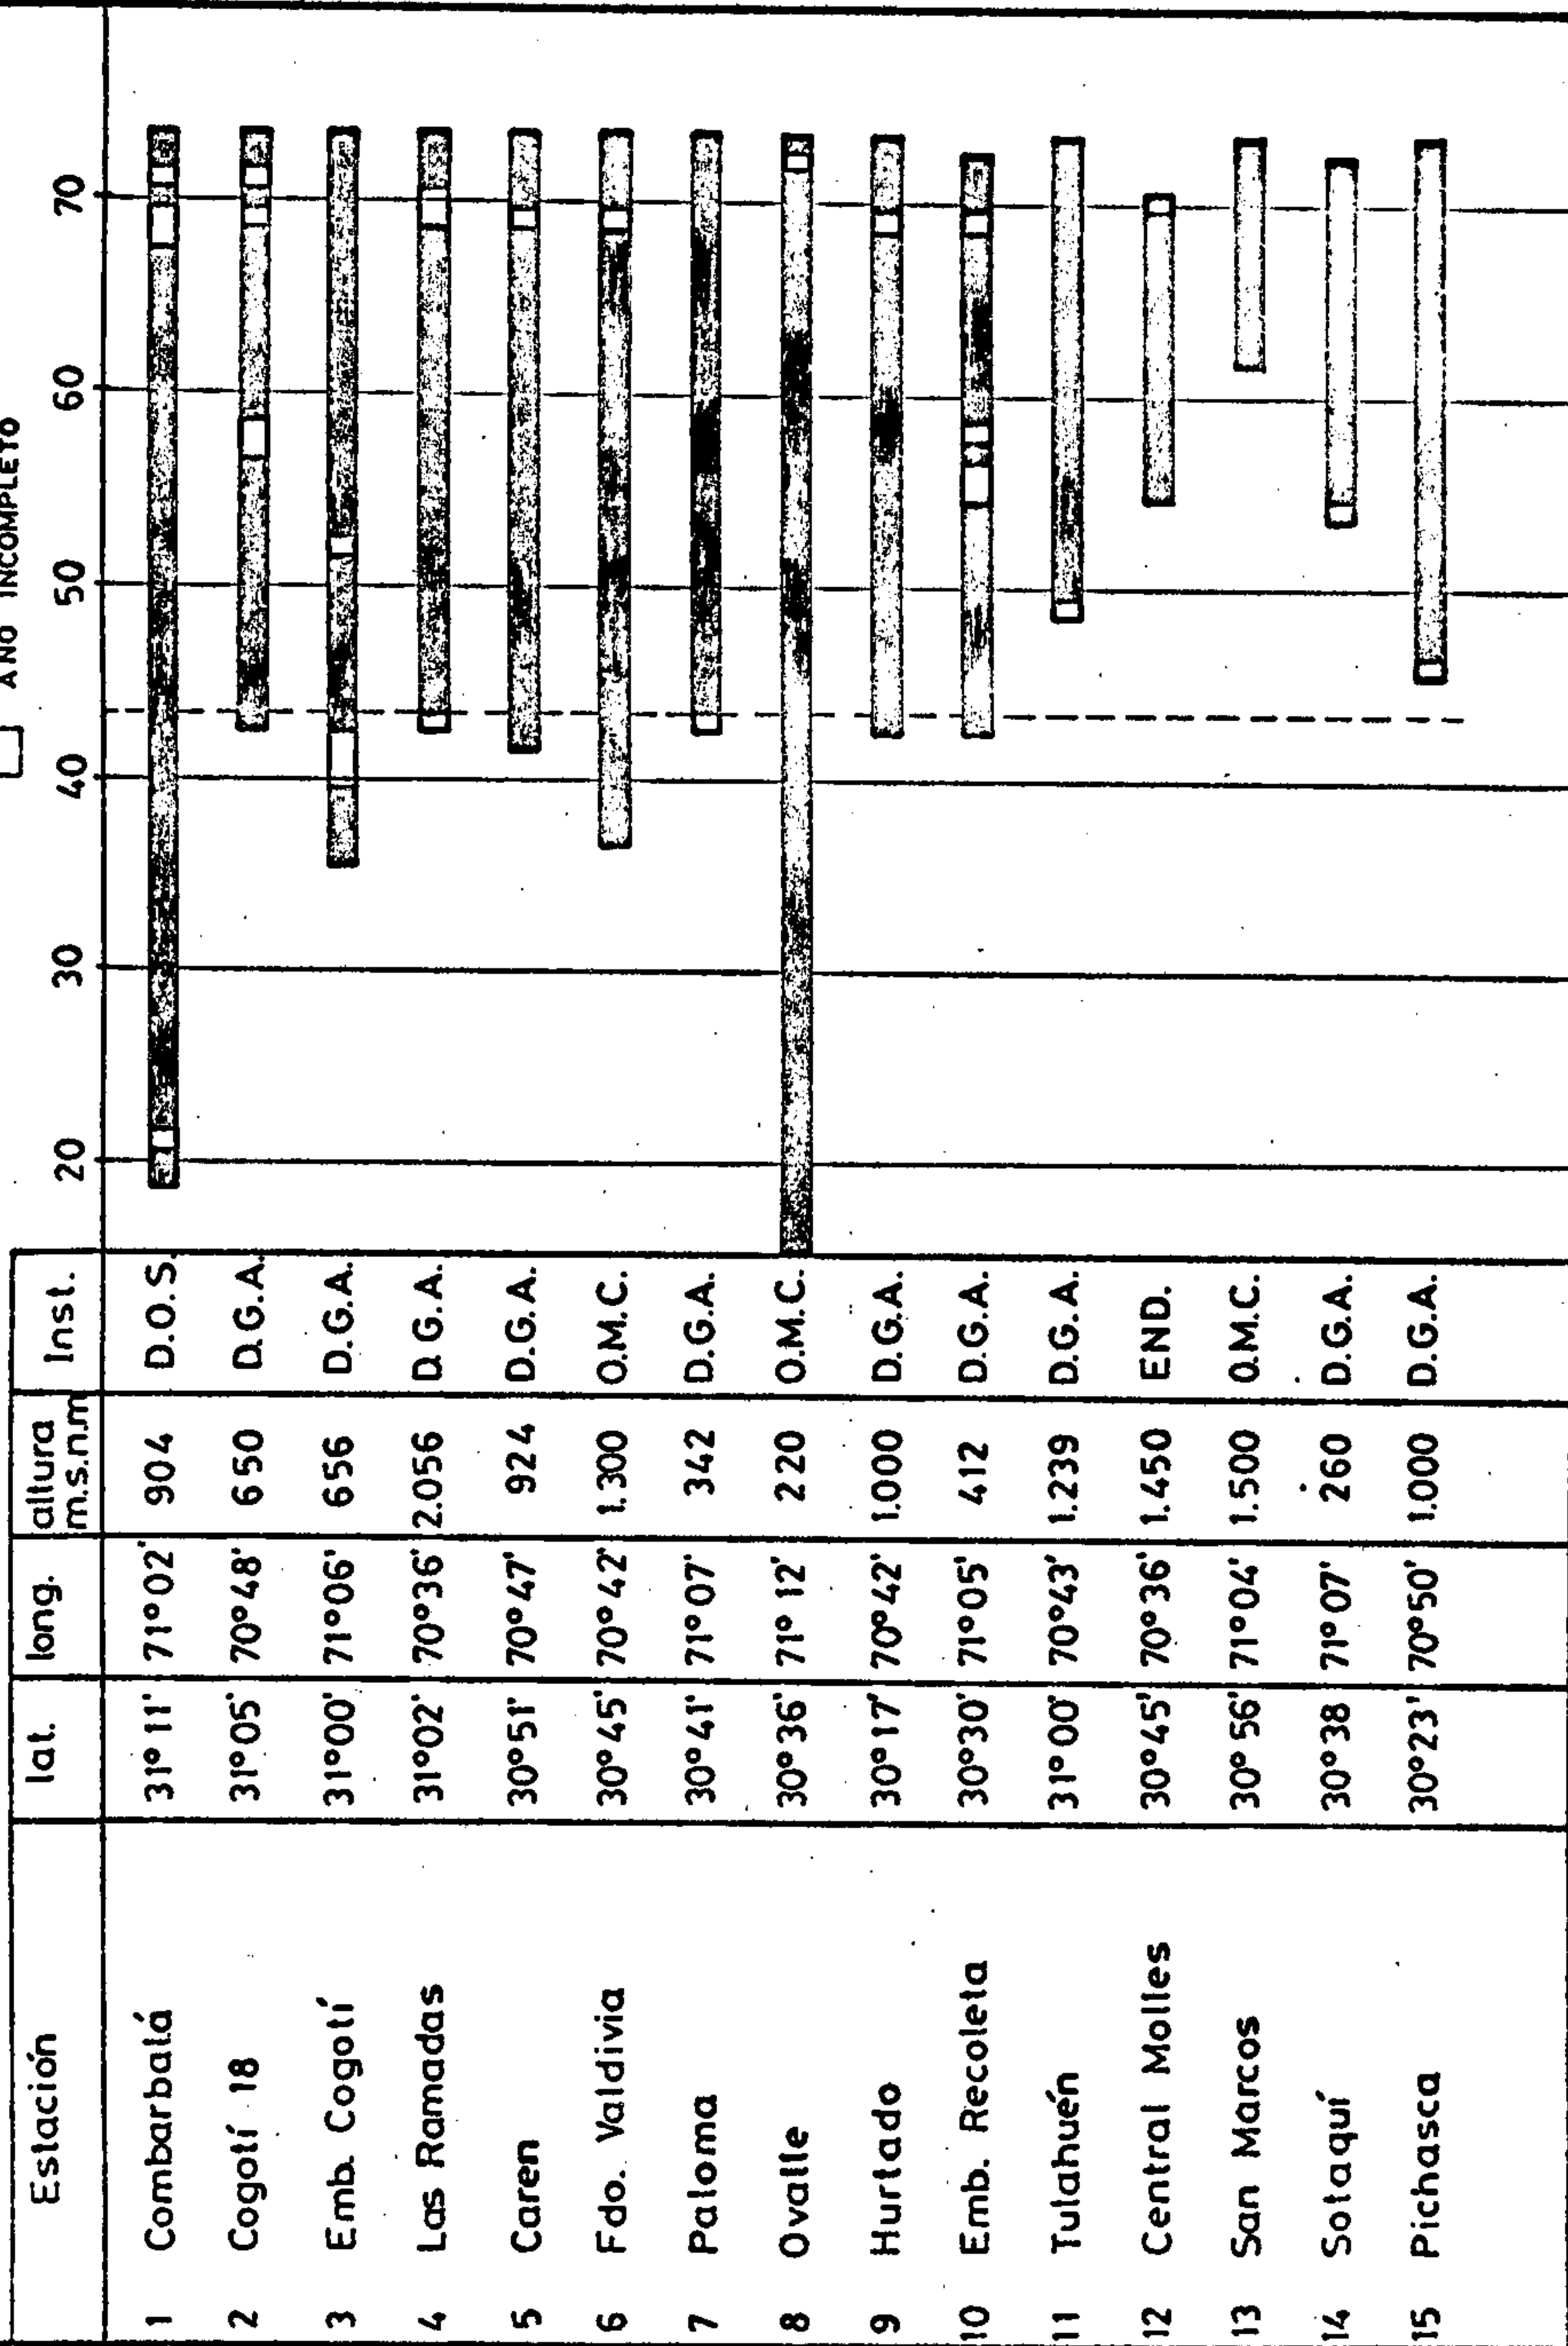 AÑO INCOMPLETO
Estación lat. long. altura m.s.n.m Inst. 20 30 40 50 60 70
1 Combarbalá 31°11' 71°02' 904 D.O.S.
2 Cogotí 18 31°05' 70°48' 650 D.G.A.
3 Emb. Cogotí 31°00' 71°06' 656 D.G.A.
4 Las Ramadas 31°02' 70°36' 2.056 D.G.A.
5 Caren 30°51' 70°47' 924 D.G.A.
6 Fdo. Valdivia 30°45' 70°42' 1.300 O.M.C.
7 Paloma 30°41' 71°07' 342 D.G.A.
8 Ovalle 30°36' 71°12' 220 O.M.C.
9 Hurtado 30°17' 70°42' 1.000 D.G.A.
10 Emb. Recoleta 30°30' 71°05' 412 D.G.A.
11 Tulahuén 31°00' 70°43' 1.239 D.G.A.
12 Central Molles 30°45' 70°36' 1.450 END.
13 San Marcos 30°56' 71°04' 1.500 O.M.C.
14 Sotaquí 30°38 71°07' 260 D.G.A.
15 Pichasca 30°23' 70°50' 1.000 D.G.A.